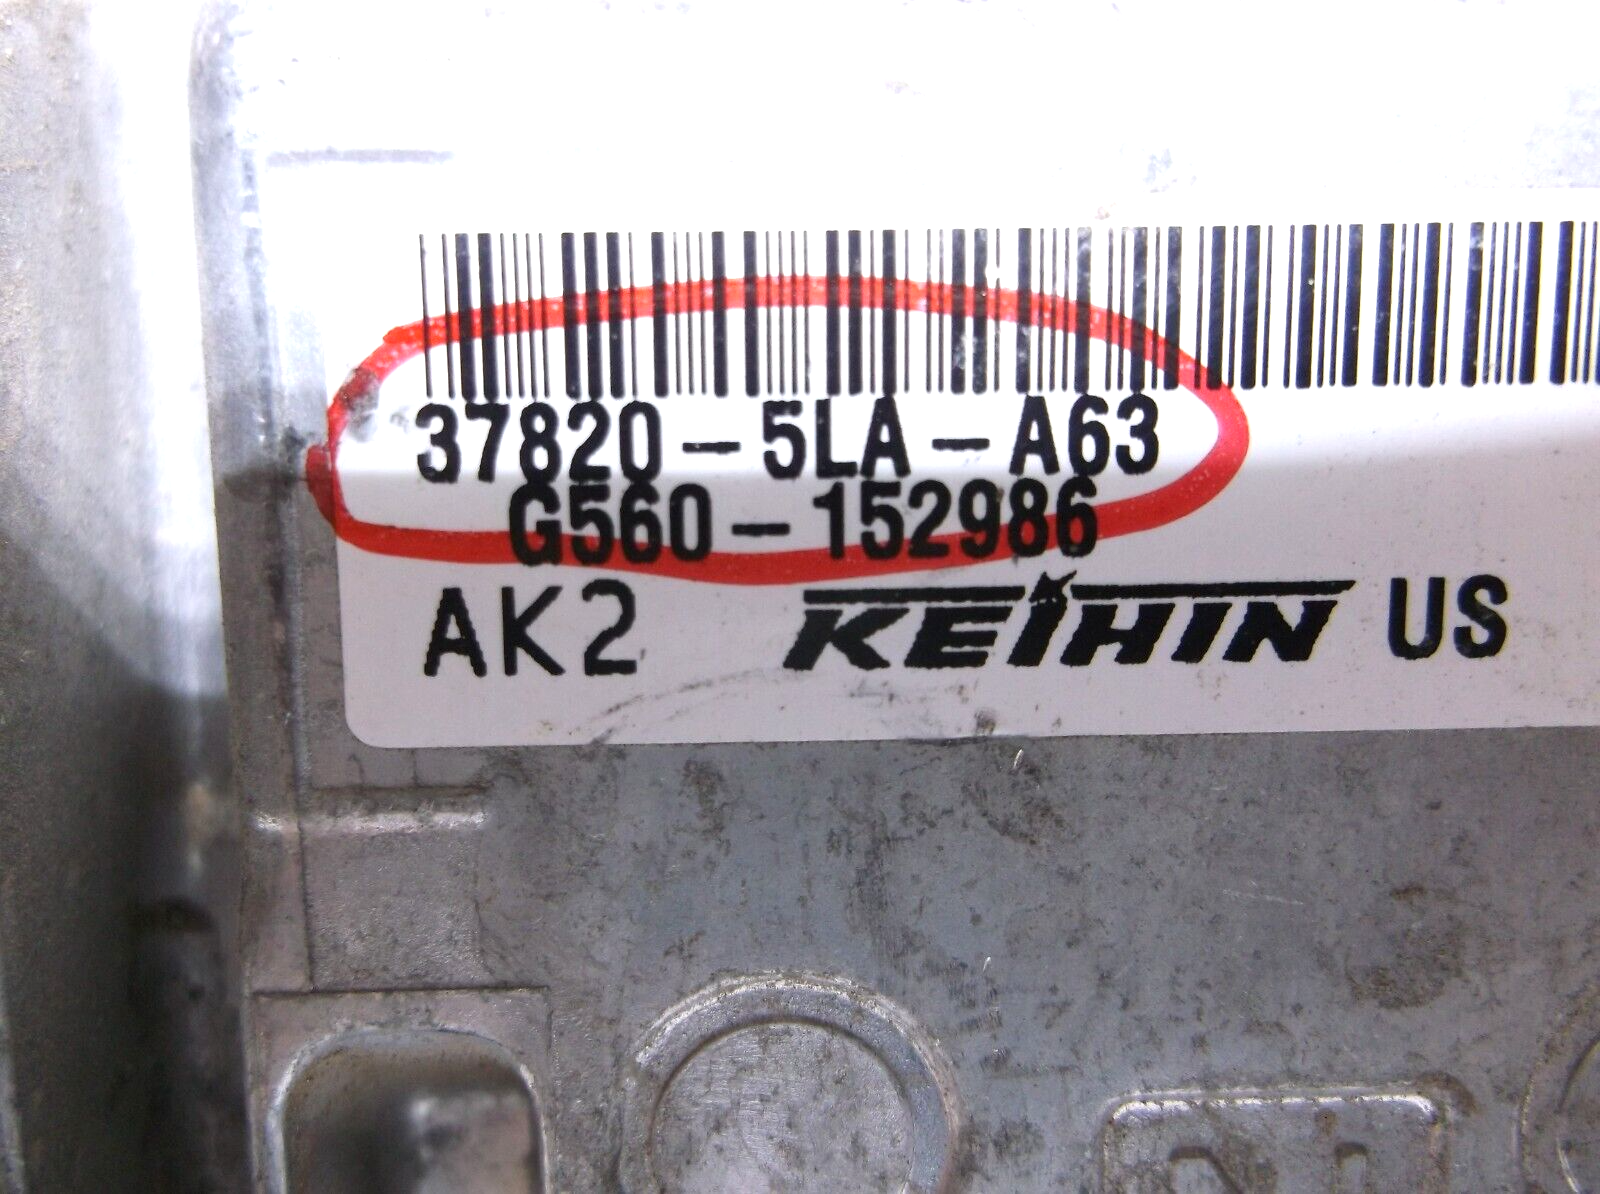 37820-5LA-A63
G560-152986
AK2 KEIHIN US